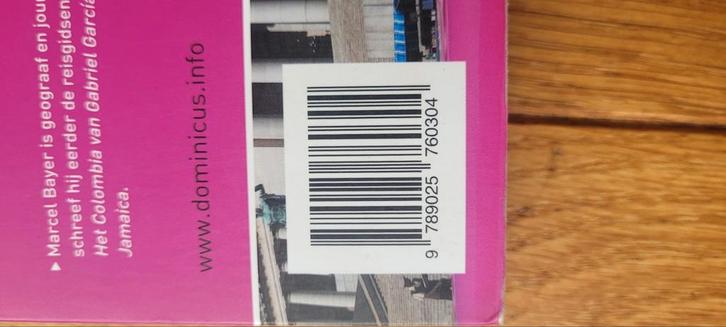 ▶ Marcel Bayer is geograaf en jour
schreef hij eerder de reisgidsen
Het Colombia van Gabriel García
Jamaica.
www.dominicus.info
9 789025 760304